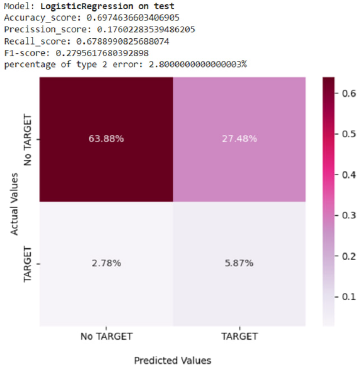 Model: LogisticRegression on test
Accuracy_score: 0.6974636603406905
Precission_score: 0.17602283539486205
Recall_score: 0.6788990825688074
F1-score: 0.2795617680392898
percentage of type 2 error: 2.8000000000000003%
No TARGET
63.88%
27.48%
TARGET
2.78%
5.87%
Actual Values
No TARGET
TARGET
Predicted Values
0.6
0.5
0.4
0.3
0.2
0.1